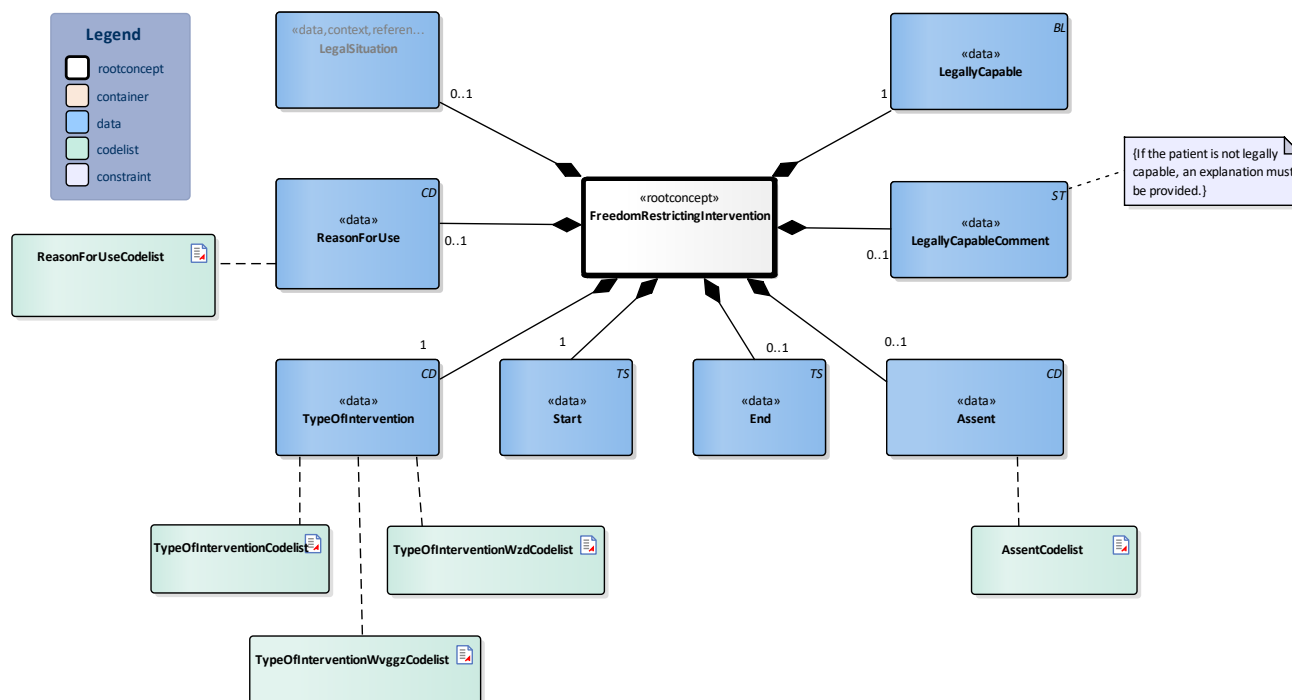 Legend
rootconcept
container
data
codelist
constraint
«data,context,referen...
LegalSituation
0..1
BL
«data»
LegallyCapable
1
{If the patient is not legally
capable, an explanation must
be provided.}
«rootconcept»
FreedomRestrictingIntervention
CD
«data»
ReasonForUse
0..1
ST
«data»
LegallyCapableComment
0..1
ReasonForUseCodelist
1
1
0..1
0..1
CD
«data»
TypeOfIntervention
TS
«data»
Start
TS
«data»
End
CD
«data»
Assent
TypeOfInterventionCodelist
TypeOfInterventionWzdCodelist
AssentCodelist
TypeOfInterventionWvggzCodelist